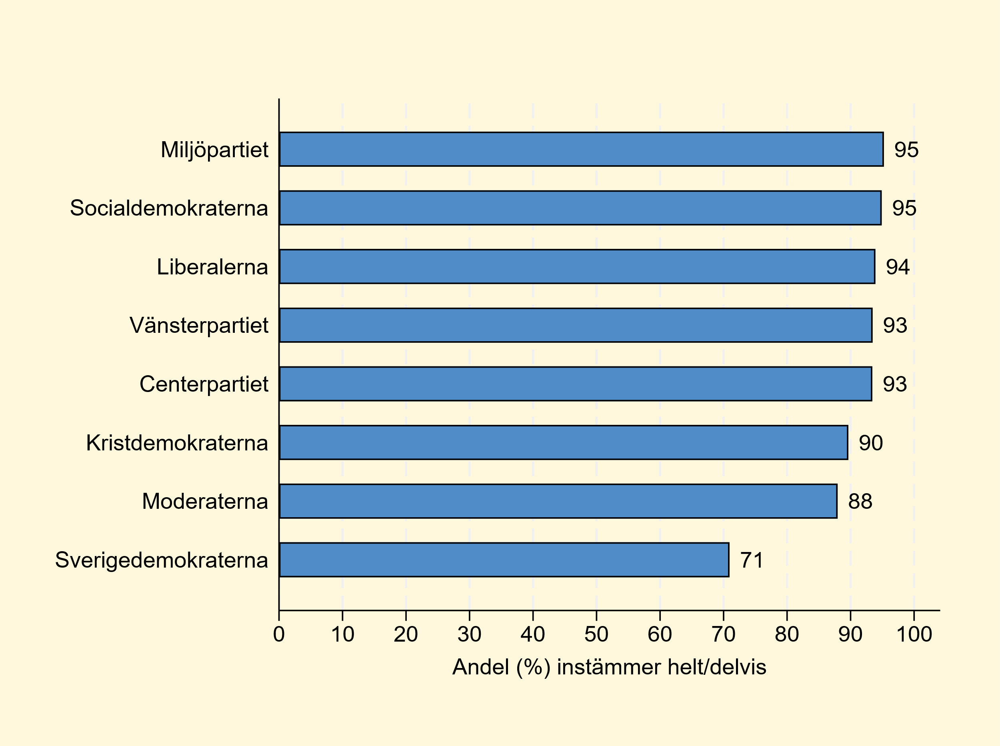 Miljöpartiet 95
Socialdemokraterna 95
Liberalerna 94
Vänsterpartiet 93
Centerpartiet 93
Kristdemokraterna 90
Moderaterna 88
Sverigedemokraterna 71
0 10 20 30 40 50 60 70 80 90 100
Andel (%) instämmer helt/delvis